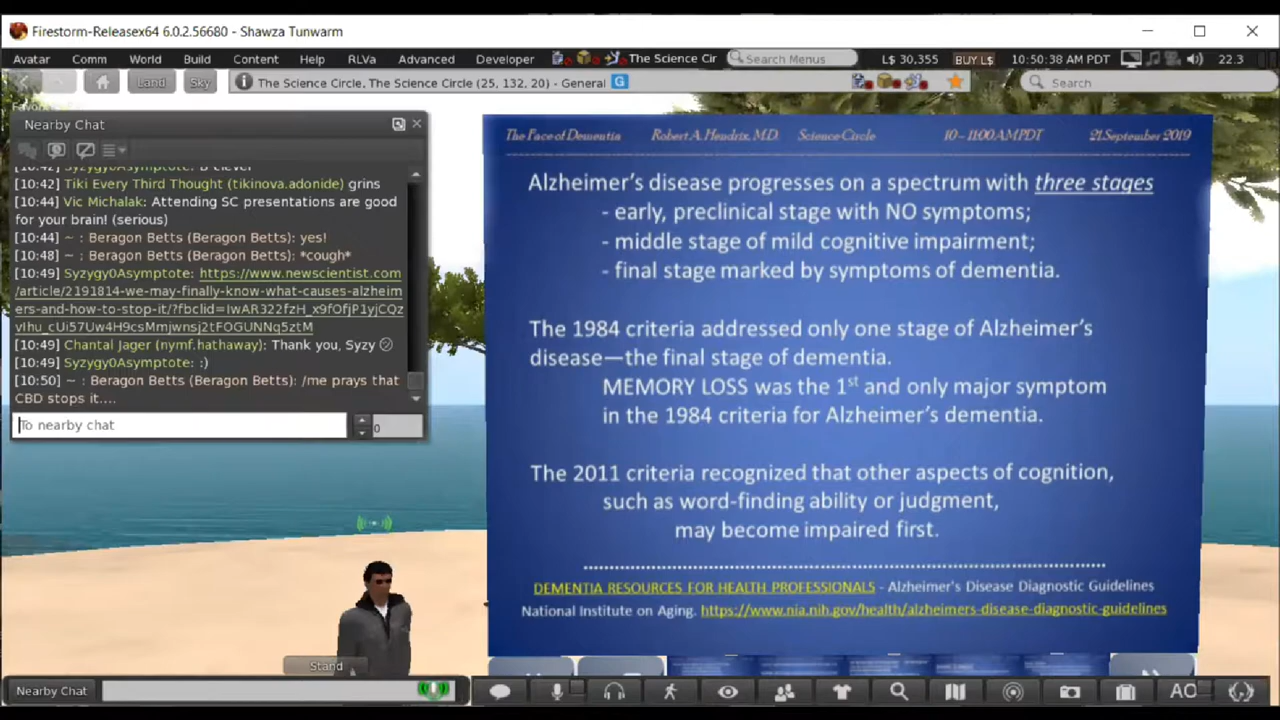 Firestorm-Releasex64 6.0.2.56680 - Shawza Tunwarm
Avatar Comm World Build Content Help RLVa Advanced Developer The Science Cir Search Menus L$ 30,355 BUY L$ 10:50:38 AM PDT 22.3
Land Sky The Science Circle, The Science Circle (25, 132, 20) - General G Search
Nearby Chat
[10:42] Tiki Every Third Thought (tikinova.adonide) grins
[10:44] Vic Michalak: Attending SC presentations are good
for your brain! (serious)
[10:44] ~ : Beragon Betts (Beragon Betts): yes!
[10:48] ~ : Beragon Betts (Beragon Betts): *cough*
[10:49] Syzygy0Asymptote: https://www.newscientist.com
/article/2191814-we-may-finally-know-what-causes-alzheim
ers-and-how-to-stop-it/?fbclid=IwAR322fzH_x9fOfjP1yjCQz
vIhu_cUi57Uw4H9csMmjwnsj2tFOGUNNq5ztM
[10:49] Chantal Jager (nymf.hathaway): Thank you, Syzy
[10:49] Syzygy0Asymptote: :)
[10:50] ~ : Beragon Betts (Beragon Betts): /me prays that
CBD stops it....
To nearby chat
0
The Face of Dementia Robert A. Hendrix, M.D. Science Circle 10 – 11:00 AM PDT 21 September 2019
Alzheimer's disease progresses on a spectrum with three stages
- early, preclinical stage with NO symptoms;
- middle stage of mild cognitive impairment;
- final stage marked by symptoms of dementia.
The 1984 criteria addressed only one stage of Alzheimer's
disease—the final stage of dementia.
MEMORY LOSS was the 1st and only major symptom
in the 1984 criteria for Alzheimer's dementia.
The 2011 criteria recognized that other aspects of cognition,
such as word-finding ability or judgment,
may become impaired first.
DEMENTIA RESOURCES FOR HEALTH PROFESSIONALS - Alzheimer's Disease Diagnostic Guidelines
National Institute on Aging. https://www.nia.nih.gov/health/alzheimers-disease-diagnostic-guidelines
Stand
Nearby Chat
AO